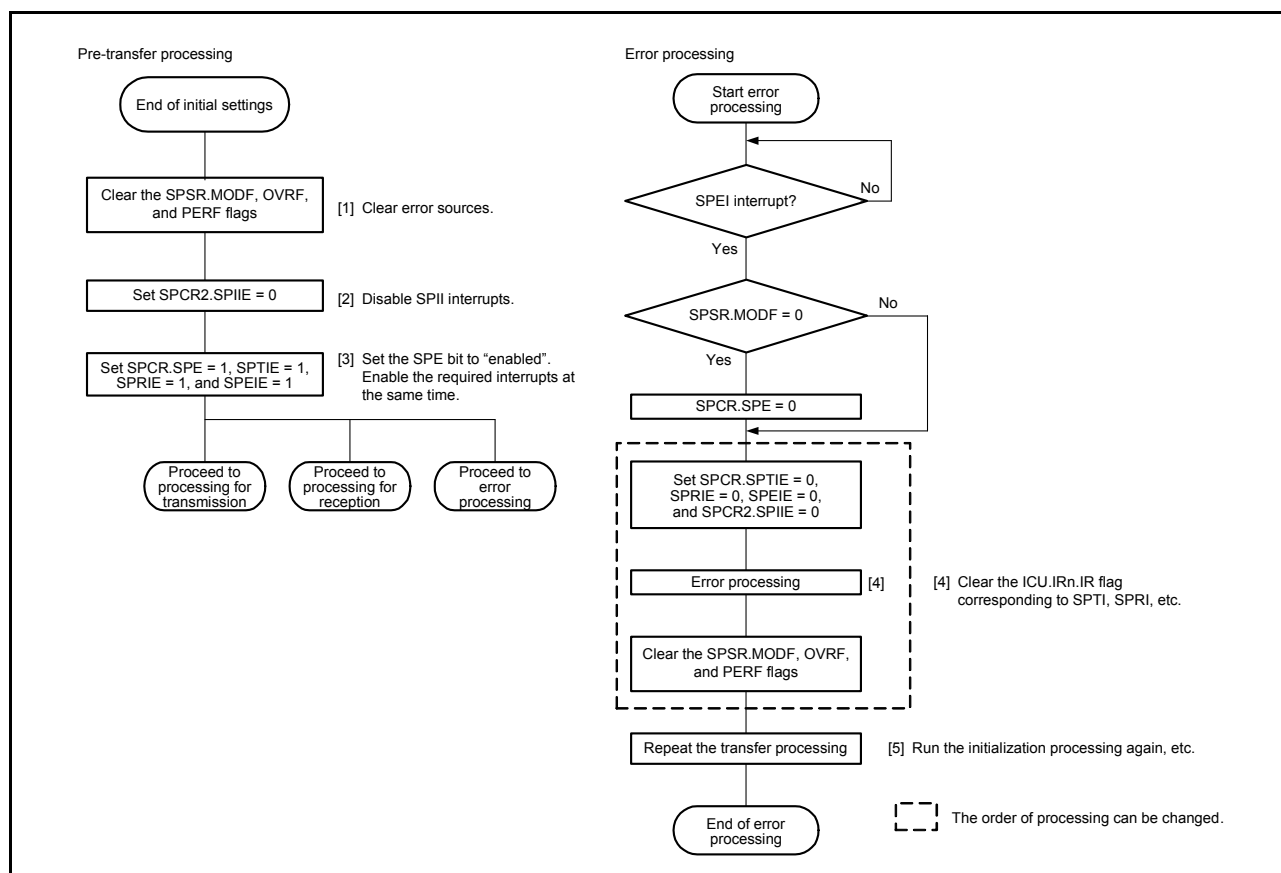 Pre-transfer processing
End of initial settings
Clear the SPSR.MODF, OVRF,
and PERF flags
[1] Clear error sources.
Set SPCR2.SPIIE = 0
[2] Disable SPII interrupts.
Set SPCR.SPE = 1, SPTIE = 1,
SPRIE = 1, and SPEIE = 1
[3] Set the SPE bit to “enabled”.
Enable the required interrupts at
the same time.
Proceed to
processing for
transmission
Proceed to
processing for
reception
Proceed to
error
processing
Error processing
Start error
processing
SPEI interrupt?
No
Yes
SPSR.MODF = 0
No
Yes
SPCR.SPE = 0
Set SPCR.SPTIE = 0,
SPRIE = 0, SPEIE = 0,
and SPCR2.SPIIE = 0
Error processing
[4]
[4] Clear the ICU.IRn.IR flag
corresponding to SPTI, SPRI, etc.
Clear the SPSR.MODF, OVRF,
and PERF flags
Repeat the transfer processing
[5] Run the initialization processing again, etc.
End of error
processing
The order of processing can be changed.